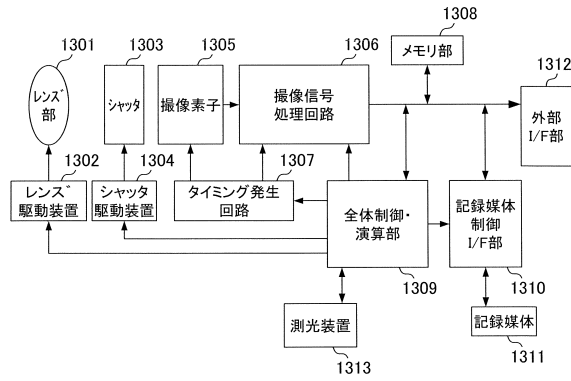 1301
1303
1305
1306
1308
1312
レンズ
部
シャッタ
撮像素子
撮像信号
処理回路
メモリ部
外部
I/F部
1302
1304
1307
レンズ
駆動装置
シャッタ
駆動装置
タイミング発生
回路
全体制御・
演算部
記録媒体
制御
I/F部
1309
1310
測光装置
記録媒体
1313
1311